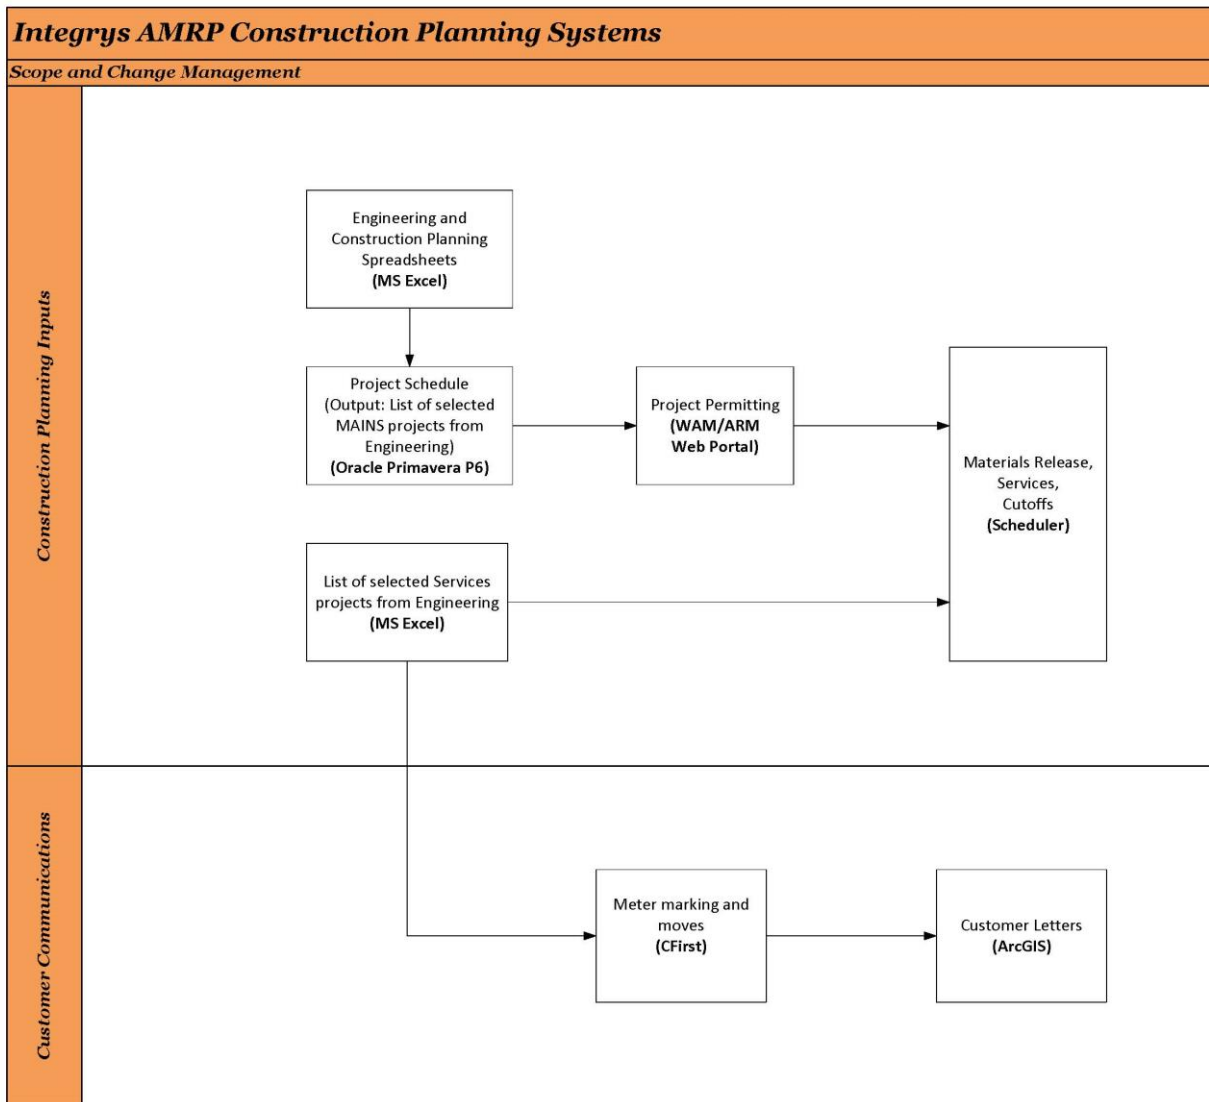 Integrys AMRP Construction Planning Systems
Scope and Change Management
Construction Planning Inputs
Engineering and
Construction Planning
Spreadsheets
(MS Excel)
Project Schedule
(Output: List of selected
MAINS projects from
Engineering)
(Oracle Primavera P6)
Project Permitting
(WAM/ARM
Web Portal)
Materials Release,
Services,
Cutoffs
(Scheduler)
List of selected Services
projects from Engineering
(MS Excel)
Customer Communications
Meter marking and
moves
(CFirst)
Customer Letters
(ArcGIS)